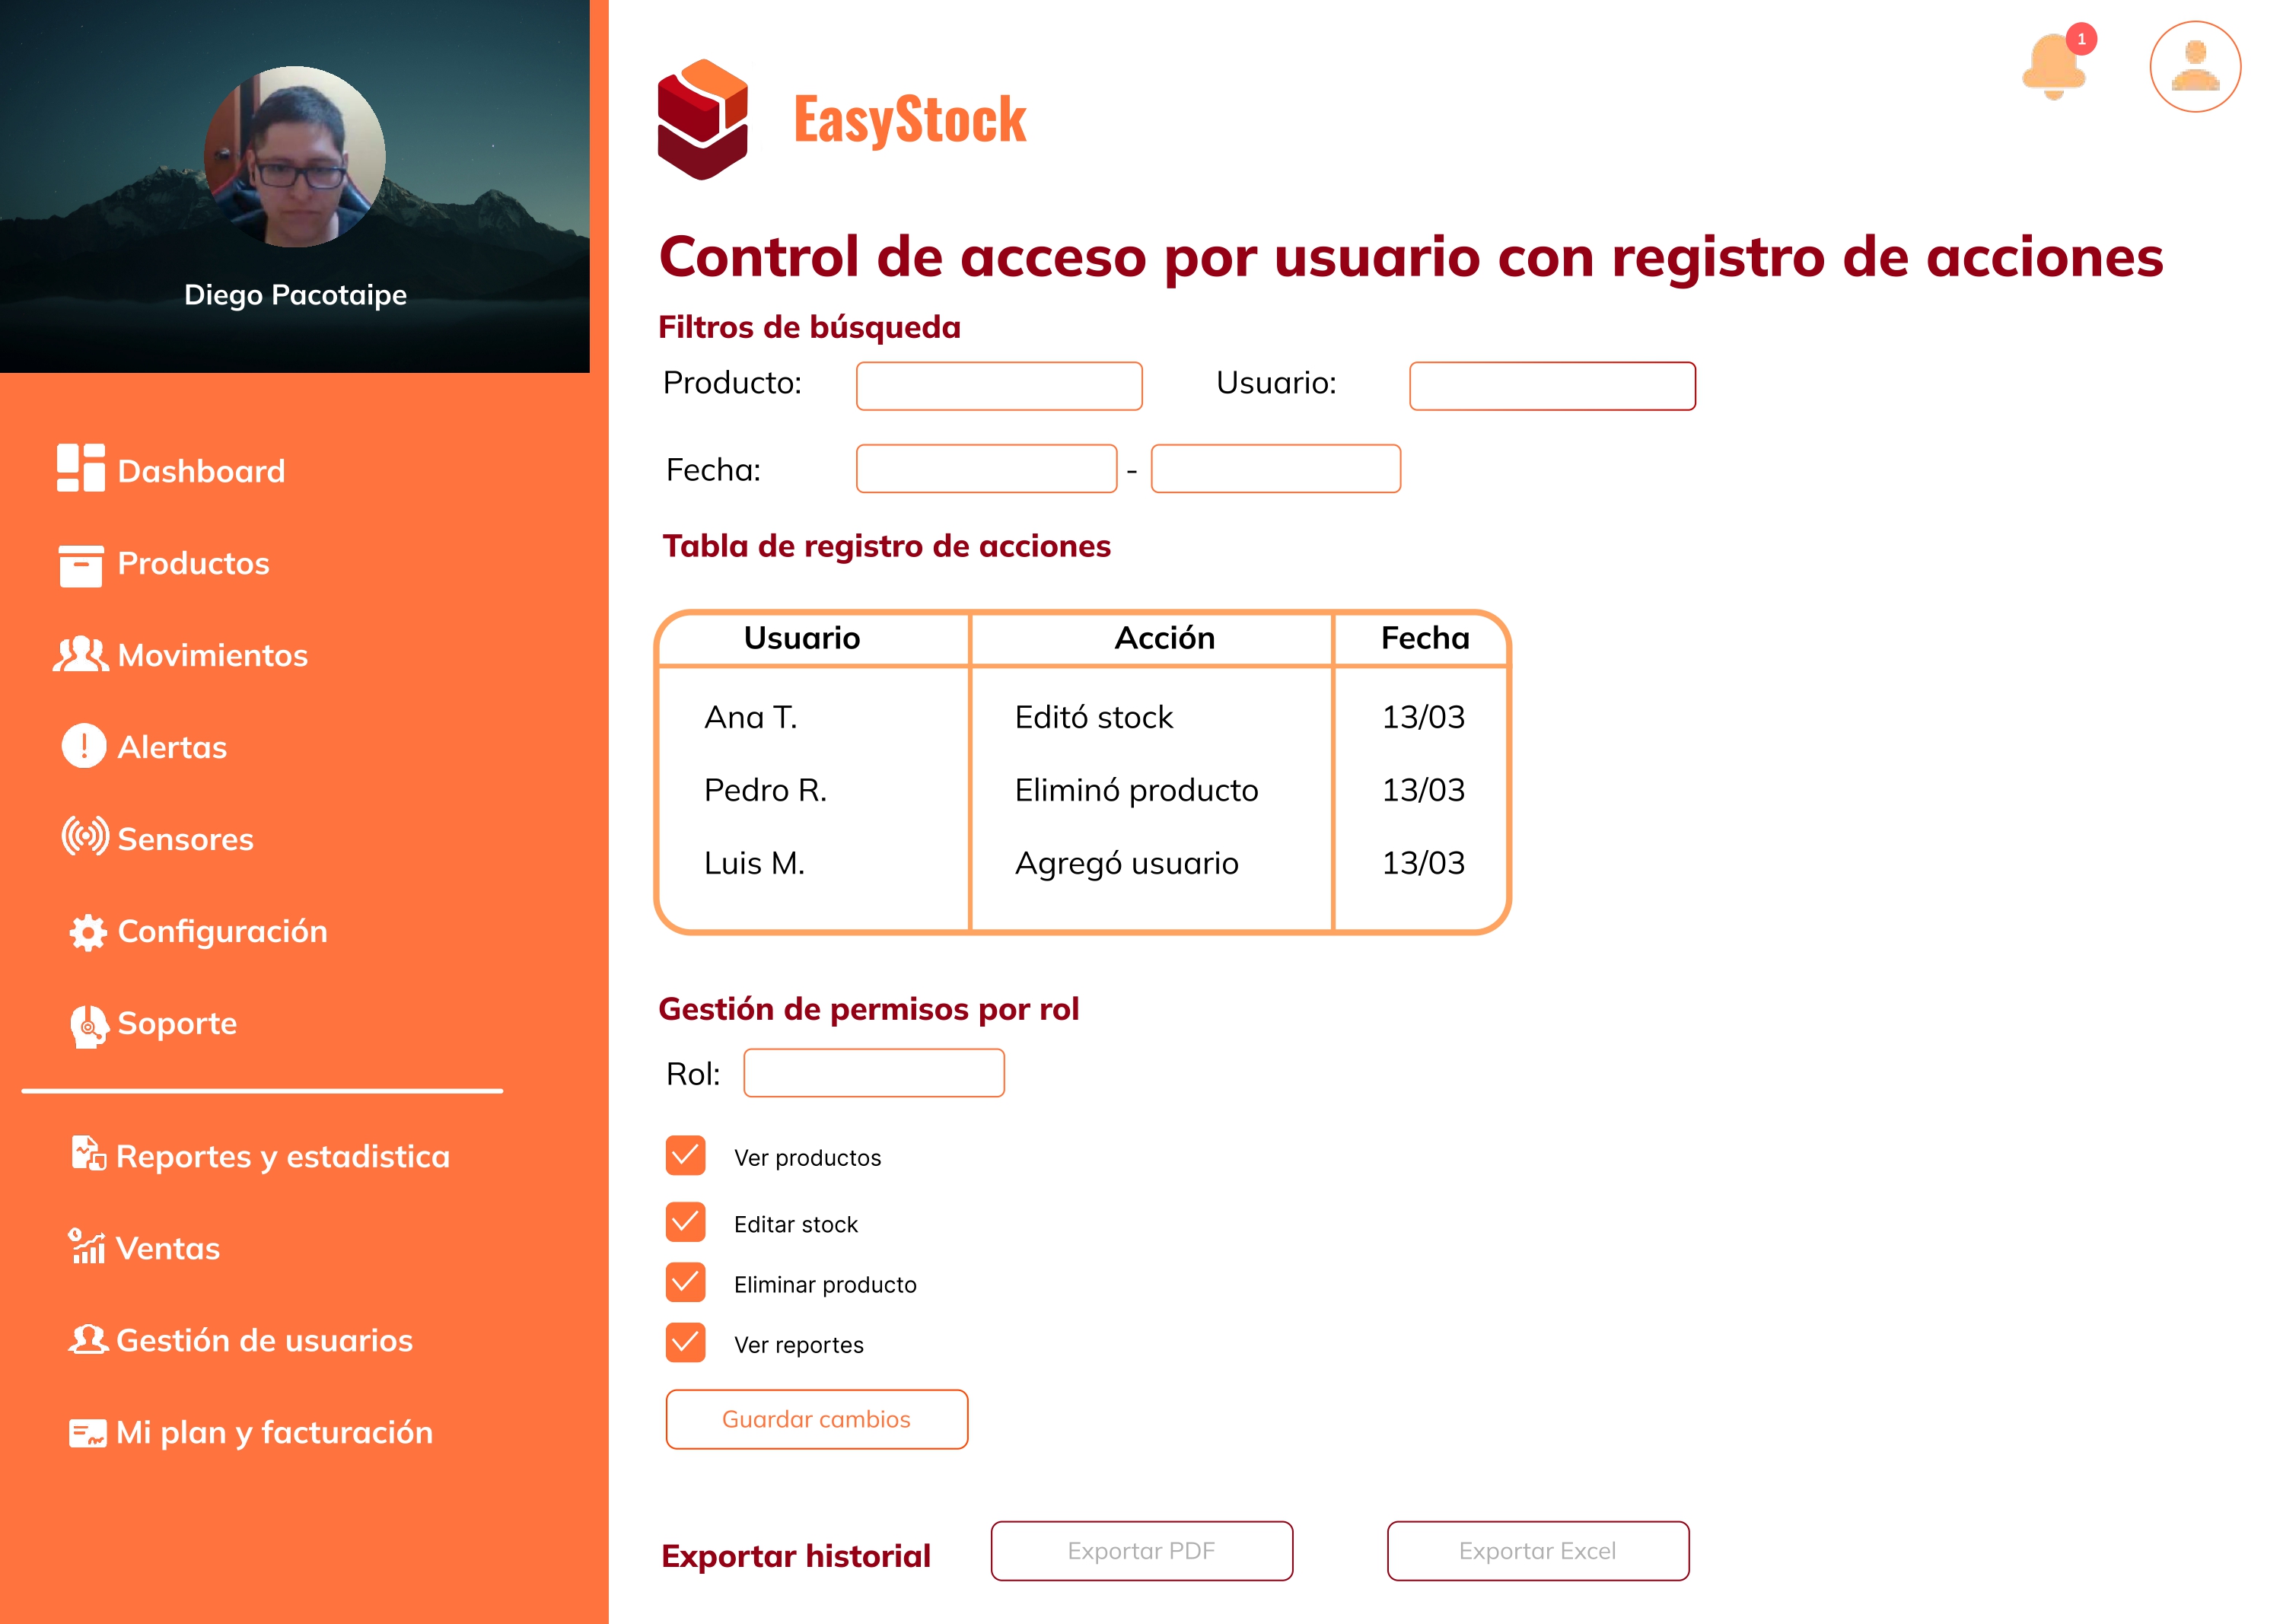 Diego Pacotaipe
Dashboard
Productos
Movimientos
Alertas
Sensores
Configuración
Soporte
Reportes y estadistica
Ventas
Gestión de usuarios
Mi plan y facturación
EasyStock
1
Control de acceso por usuario con registro de acciones
Filtros de búsqueda
Producto: Usuario:
Fecha: -
Tabla de registro de acciones
Usuario Acción Fecha
Ana T. Editó stock 13/03
Pedro R. Eliminó producto 13/03
Luis M. Agregó usuario 13/03
Gestión de permisos por rol
Rol:
Ver productos
Editar stock
Eliminar producto
Ver reportes
Guardar cambios
Exportar historial Exportar PDF Exportar Excel